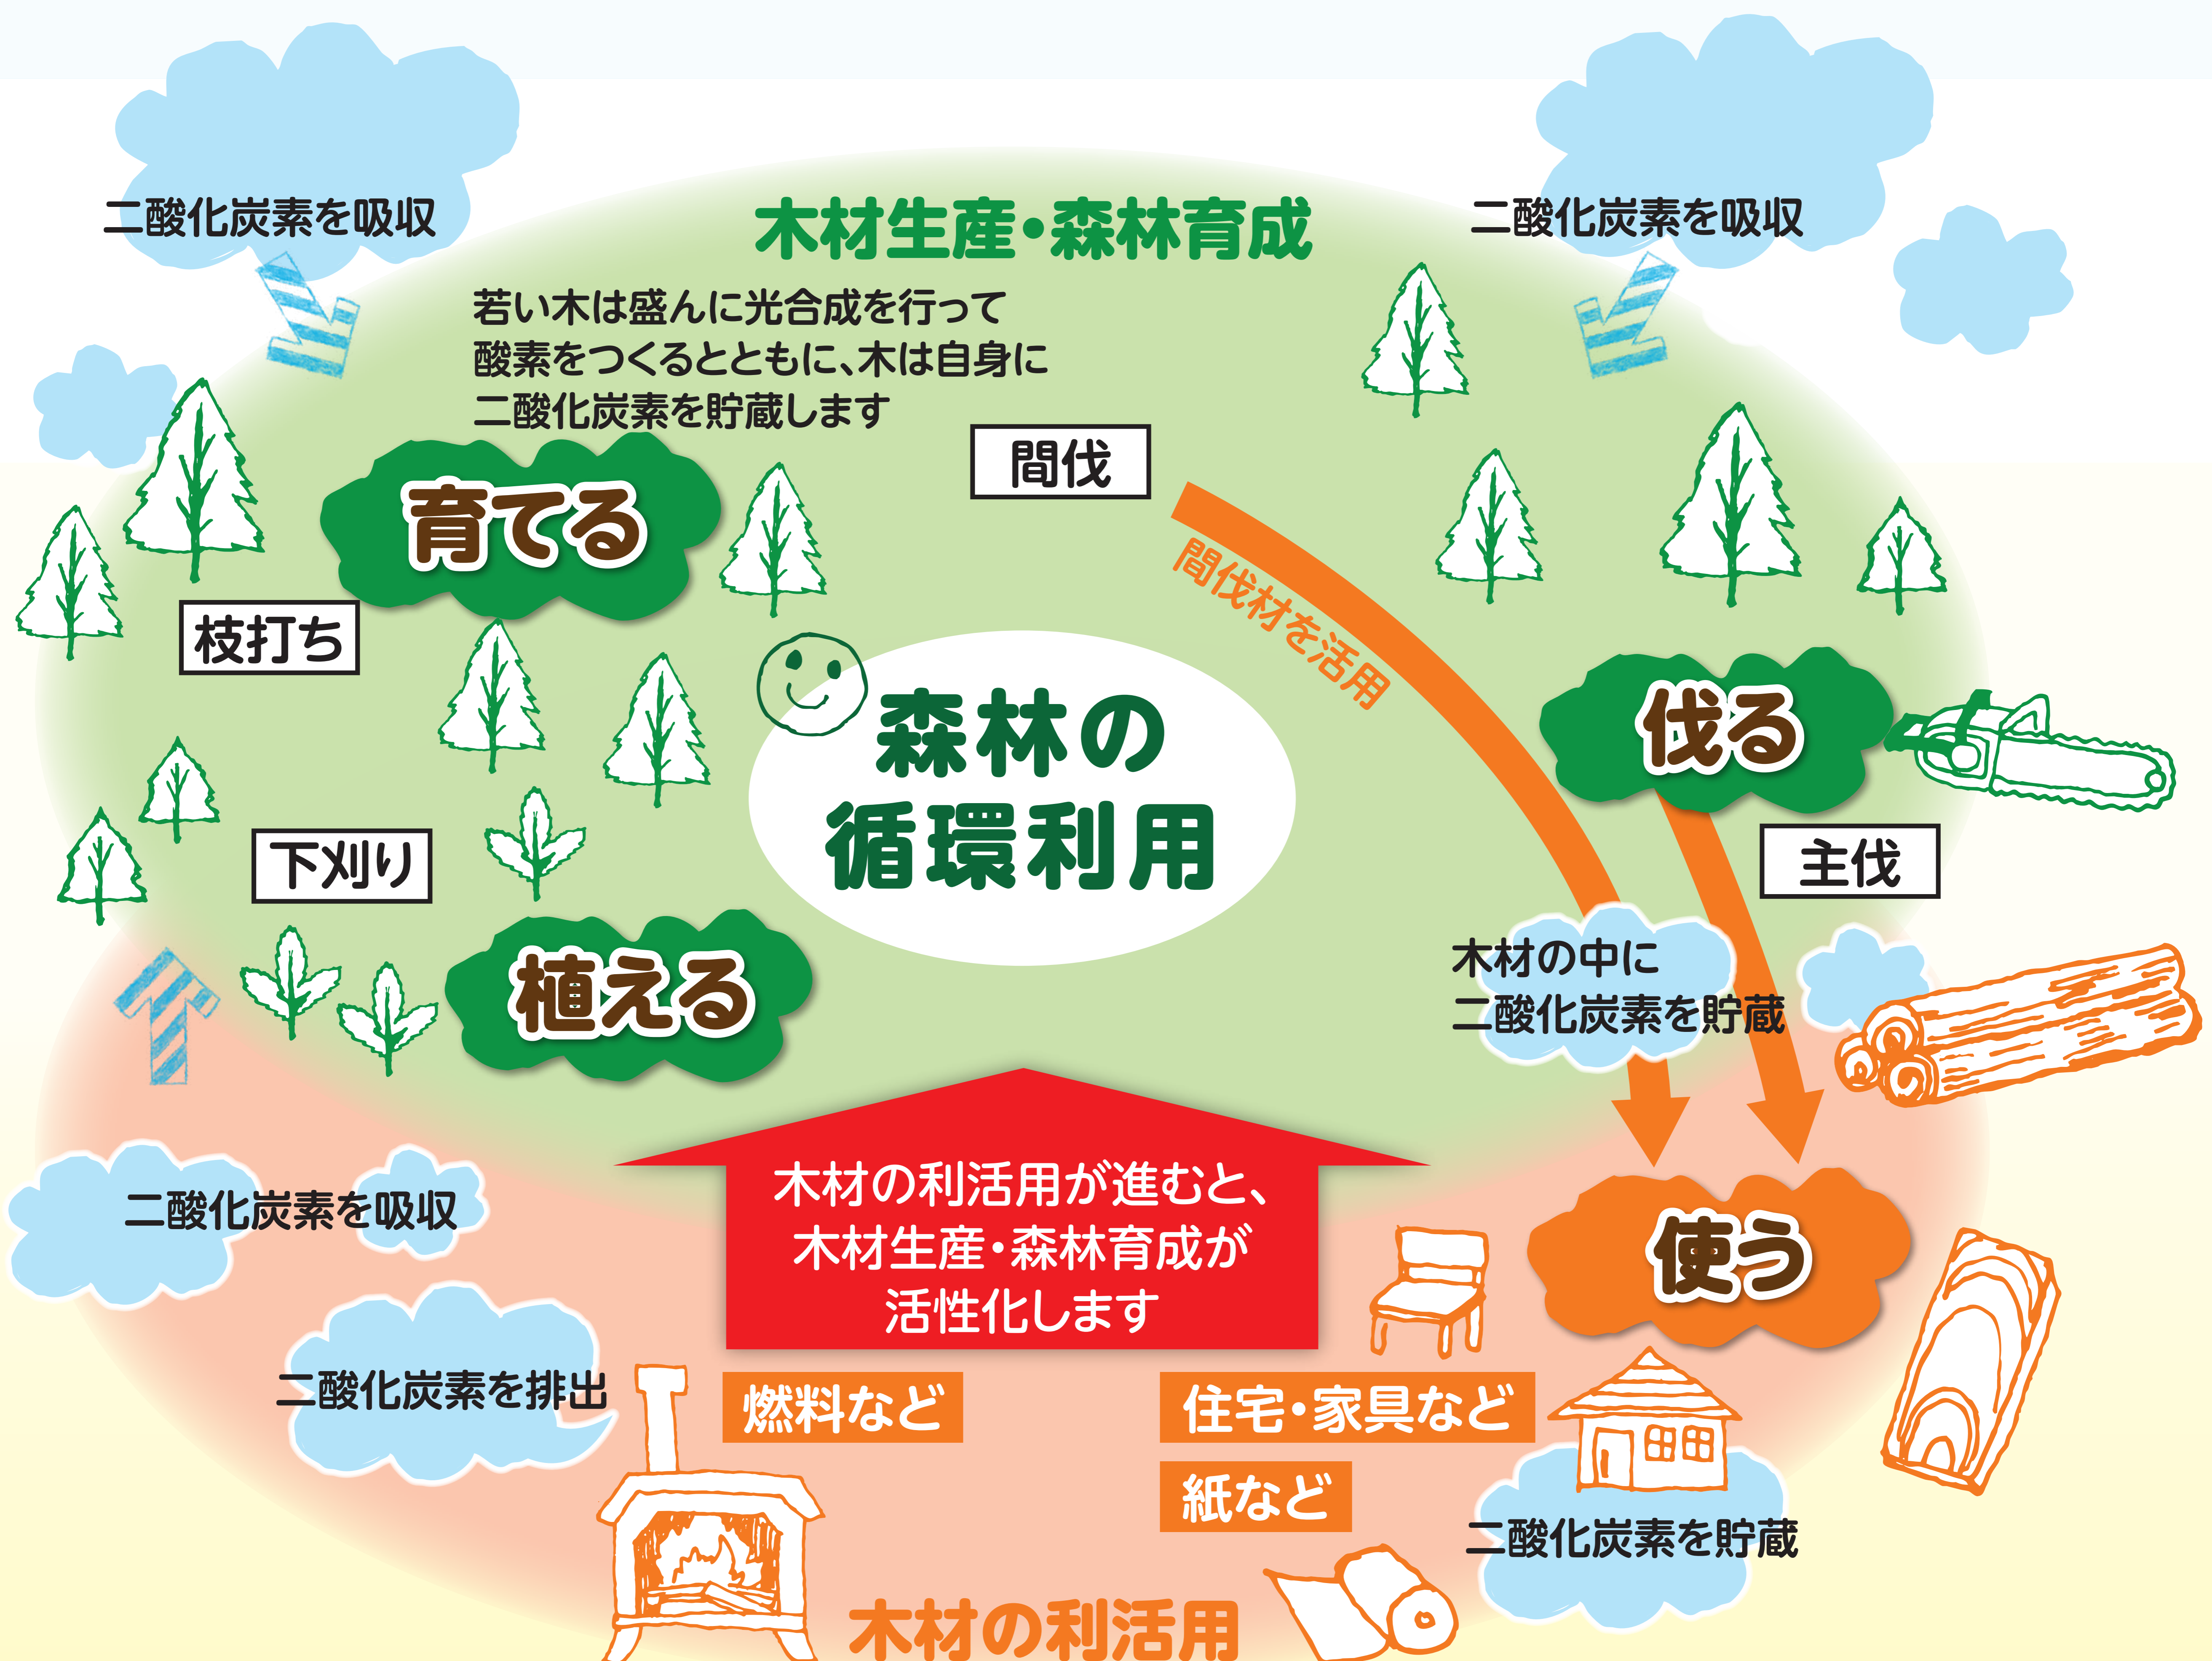 二酸化炭素を吸収
木材生産・森林育成
二酸化炭素を吸収
若い木は盛んに光合成を行って
酸素をつくるとともに、木は自身に
二酸化炭素を貯蔵します
間伐
育てる
間伐材を活用
枝打ち
森林の
循環利用
伐る
下刈り
主伐
植える
木材の中に
二酸化炭素を貯蔵
木材の利活用が進むと、
木材生産・森林育成が
活性化します
二酸化炭素を吸収
使う
二酸化炭素を排出
燃料など
住宅・家具など
紙など
二酸化炭素を貯蔵
木材の利活用